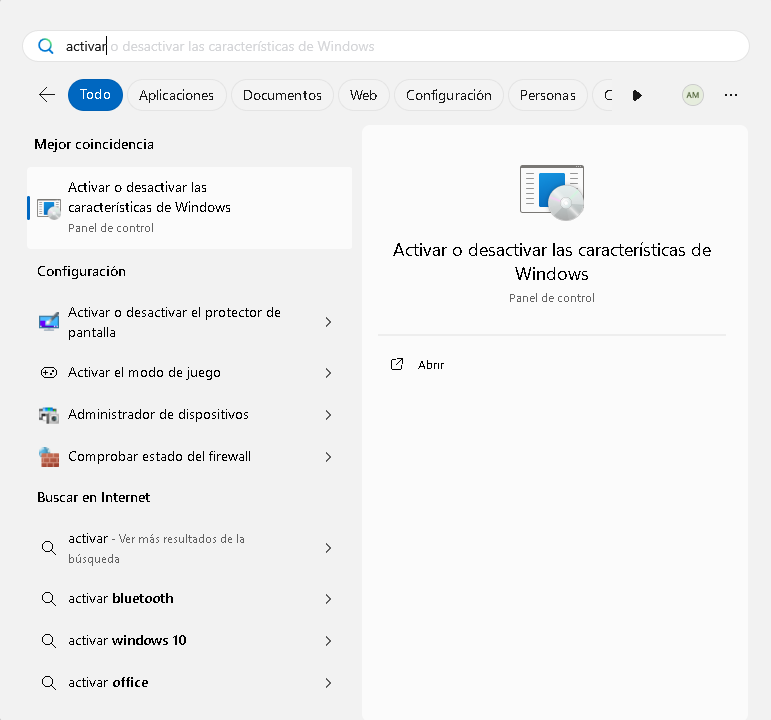 activar o desactivar las características de Windows
Todo
Aplicaciones
Documentos
Web
Configuración
Personas
C
AM
Mejor coincidencia
Activar o desactivar las
características de Windows
Panel de control
Configuración
Activar o desactivar el protector de
pantalla
Activar el modo de juego
Administrador de dispositivos
Comprobar estado del firewall
Buscar en Internet
activar - Ver más resultados de la
búsqueda
activar bluetooth
activar windows 10
activar office
Activar o desactivar las características de
Windows
Panel de control
Abrir